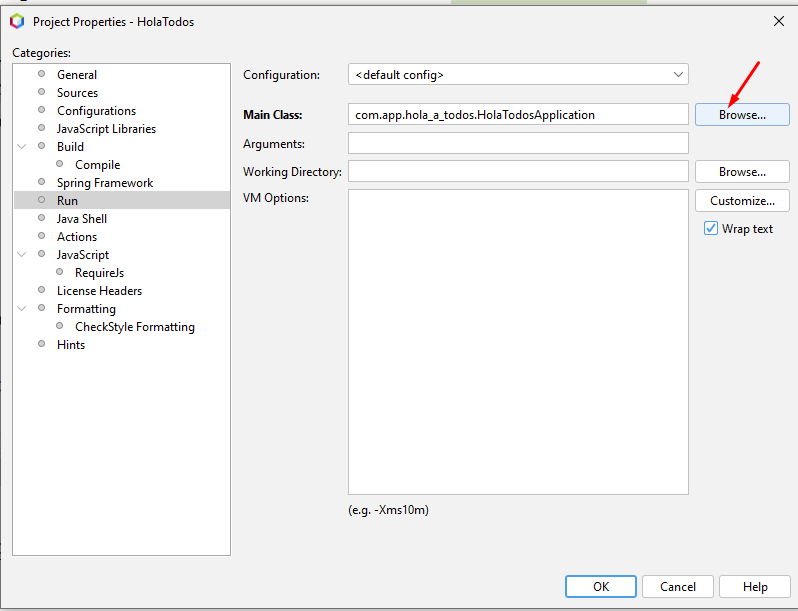 Project Properties - HolaTodos
Categories:
General
Sources
Configurations
JavaScript Libraries
Build
Compile
Spring Framework
Run
Java Shell
Actions
JavaScript
RequireJs
License Headers
Formatting
CheckStyle Formatting
Hints
Configuration: <default config>
Main Class: com.app.hola_a_todos.HolaTodosApplication Browse...
Arguments:
Working Directory: Browse...
VM Options: Customize...
Wrap text
(e.g. -Xms10m)
OK Cancel Help